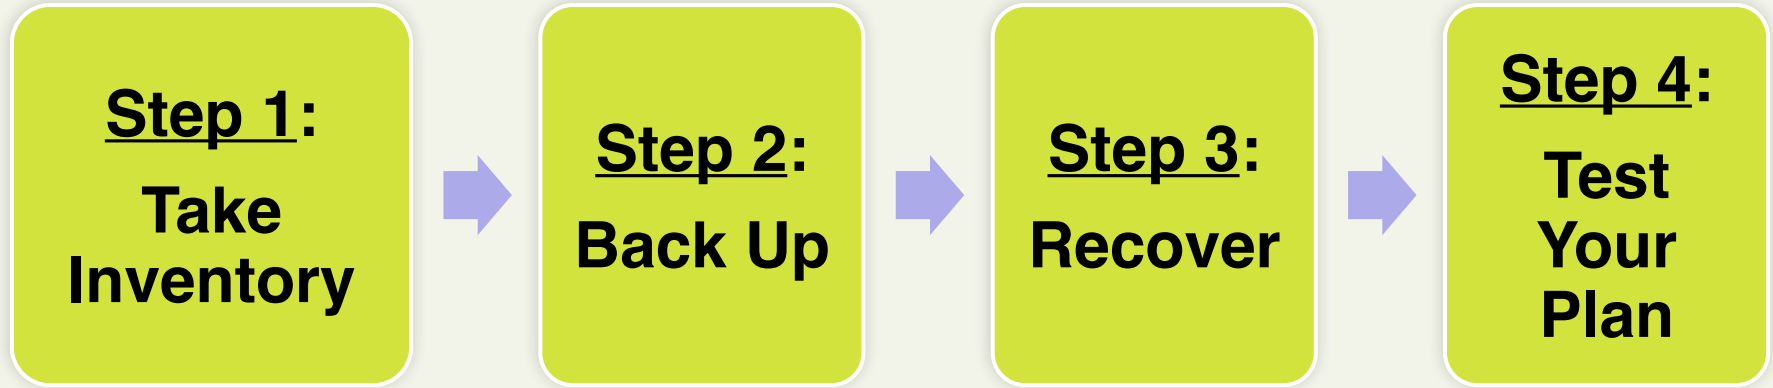 Step 1:
Take
Inventory
Step 2:
Back Up
Step 3:
Recover
Step 4:
Test
Your
Plan